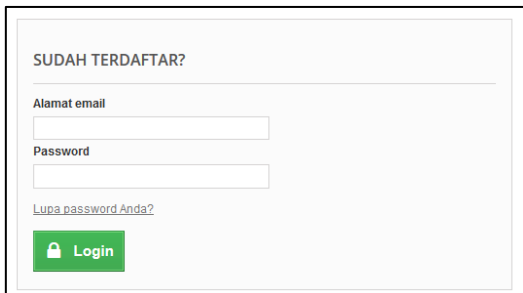 SUDAH TERDAFTAR?
Alamat email
Password
Lupa password Anda?
Login